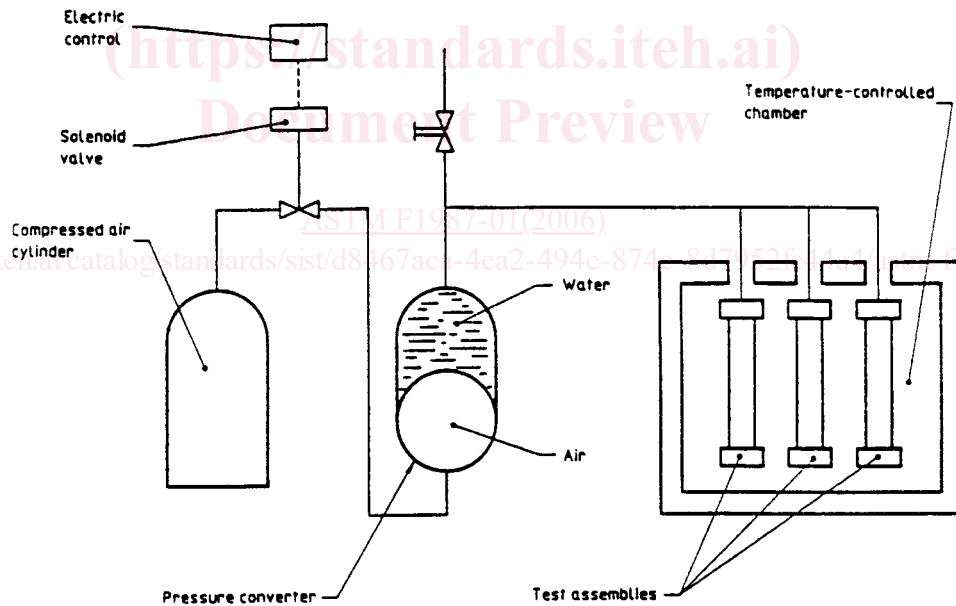 Electric
control
(https://standards.iteh.ai)
Temperature-controlled
chamber
Document Preview
Solenoid
valve
ASTM F1987-01(2006)
Compressed air
cylinder
Water
Air
Pressure converter
Test assemblies